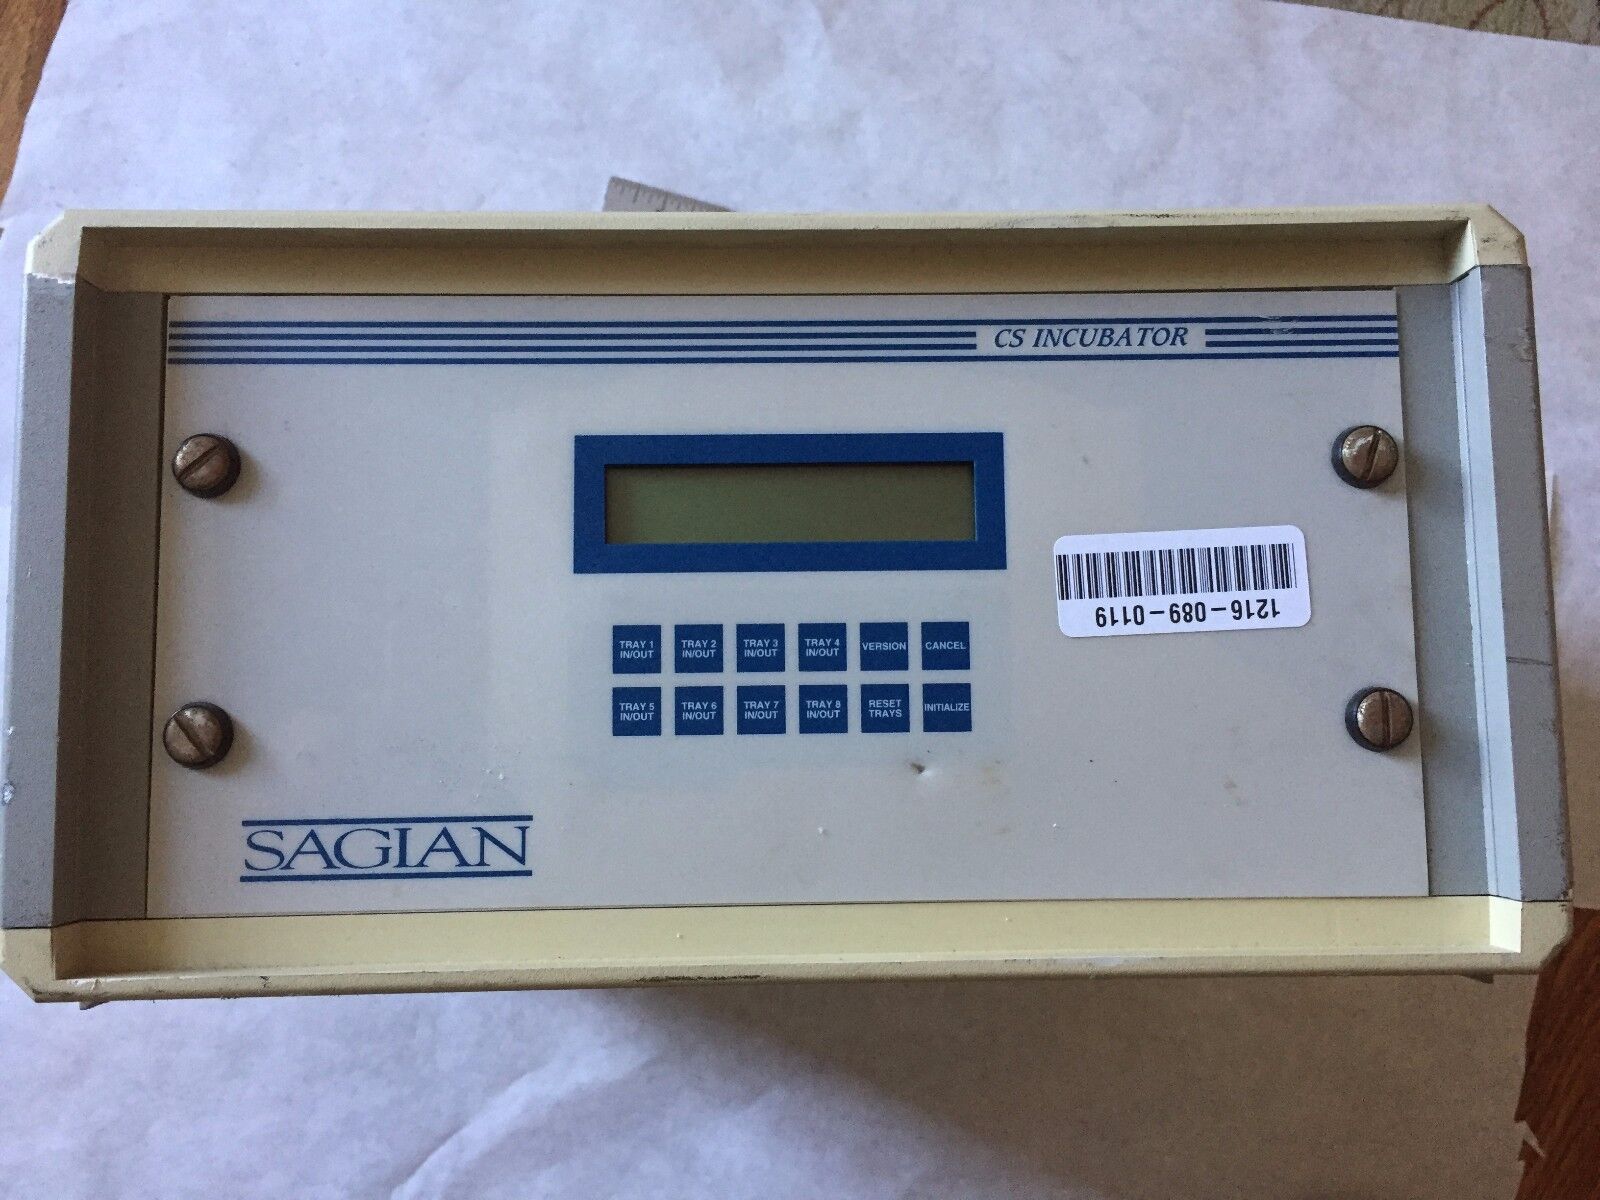 CS INCUBATOR
1216-089-0119
TRAY 1
IN/OUT
TRAY 2
IN/OUT
TRAY 3
IN/OUT
TRAY 4
IN/OUT
VERSION
CANCEL
TRAY 5
IN/OUT
TRAY 6
IN/OUT
TRAY 7
IN/OUT
TRAY 8
IN/OUT
RESET
TRAYS
INITIALIZE
SAGIAN